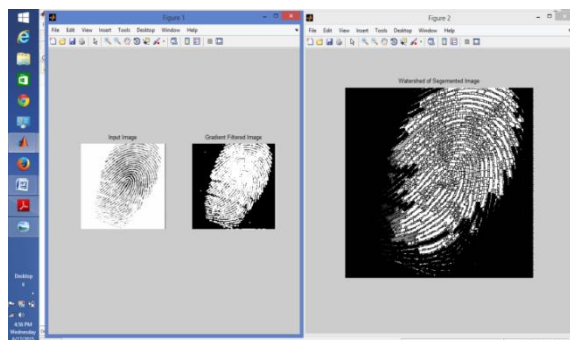 Figure 1
File Edit View Insert Tools Desktop Window Help
Input Image
Gradient Filtered Image
Figure 2
File Edit View Insert Tools Desktop Window Help
Watershed of Segemented Image
Desktop
4:56 PM
Wednesday